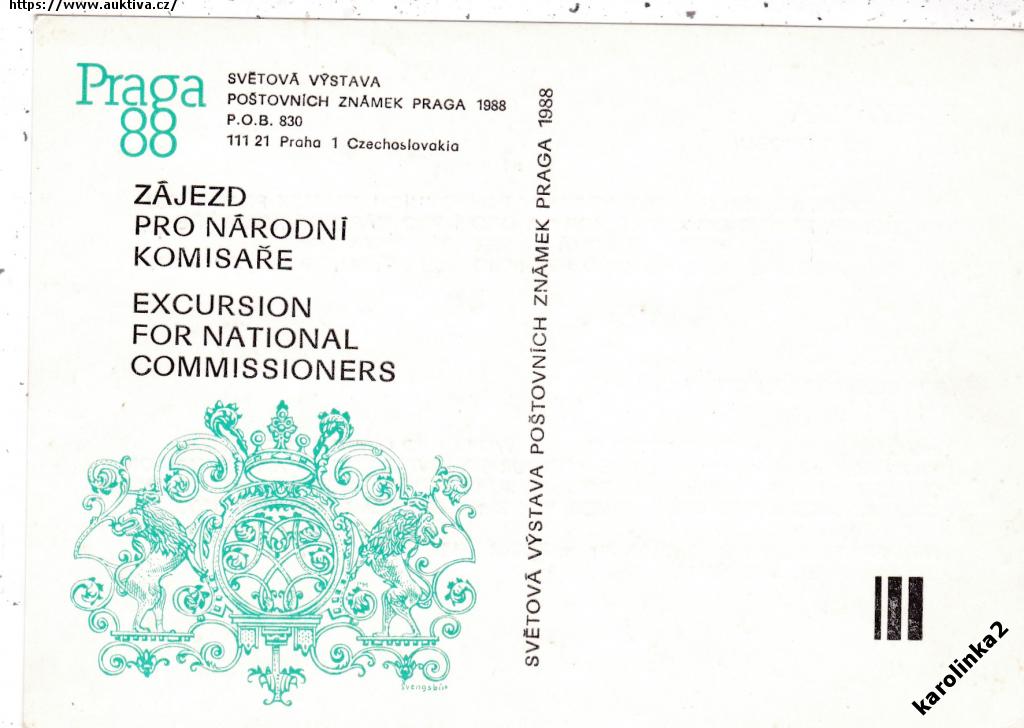 https://www.auktiva.cz/
Praga
88
SVĚTOVÁ VÝSTAVA
POŠTOVNÍCH ZNÁMEK PRAGA 1988
P.O.B. 830
111 21 Praha 1 Czechoslovakia
ZÁJEZD
PRO NÁRODNÍ
KOMISAŘE
EXCURSION
FOR NATIONAL
COMMISSIONERS
SVĚTOVÁ VÝSTAVA POŠTOVNÍCH ZNÁMEK PRAGA 1988
karolinka2